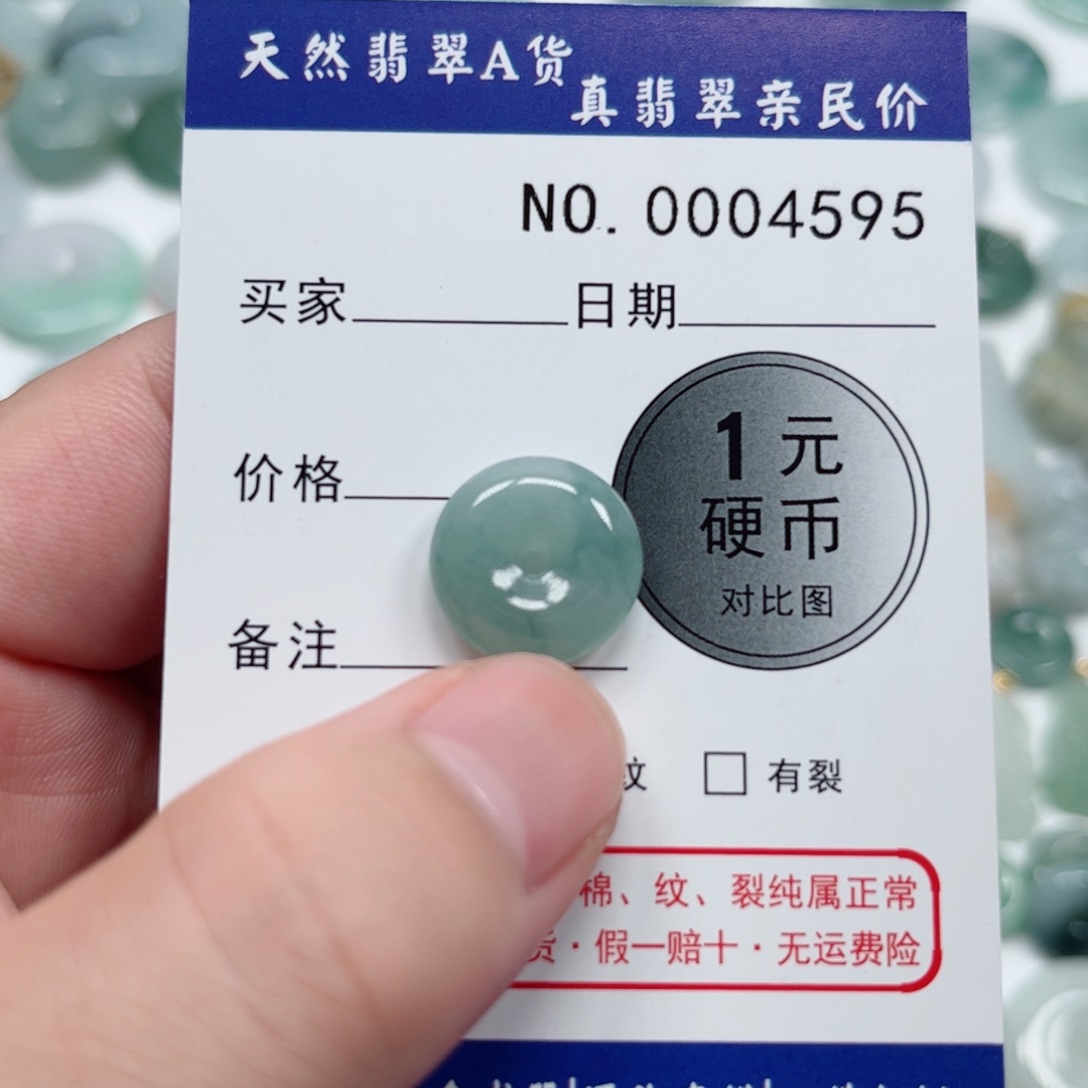 天然翡翠A货
真翡翠亲民价
NO. 0004595
买家
日期
价格
1元
硬币
对比图
备注
纹 有裂
棉、纹、裂纯属正常
货·假一赔十·无运费险